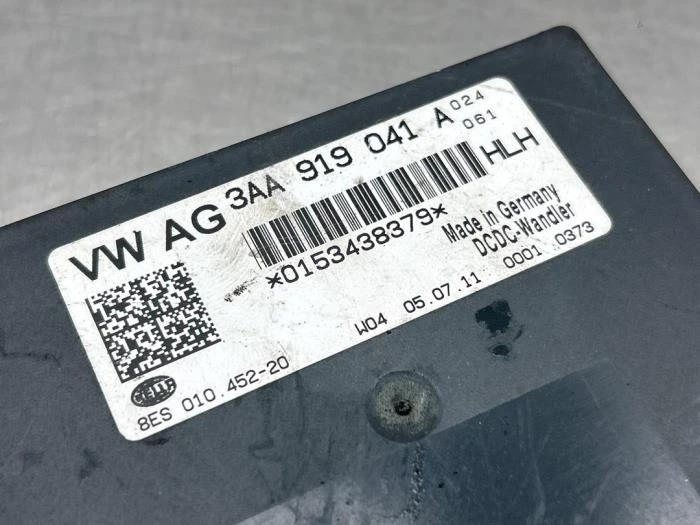 VW AG 3AA 919 041 A 024
061
HLH
*0153438379*
Made in Germany
DCDC-Wandler
W04 05.07.11 0001 0373
HELLA
8ES 010.452-20